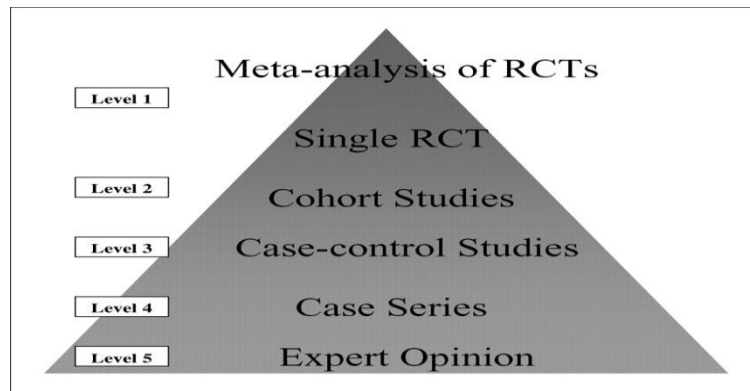 Meta-analysis of RCTs
Level 1
Single RCT
Level 2
Cohort Studies
Level 3
Case-control Studies
Level 4
Case Series
Level 5
Expert Opinion